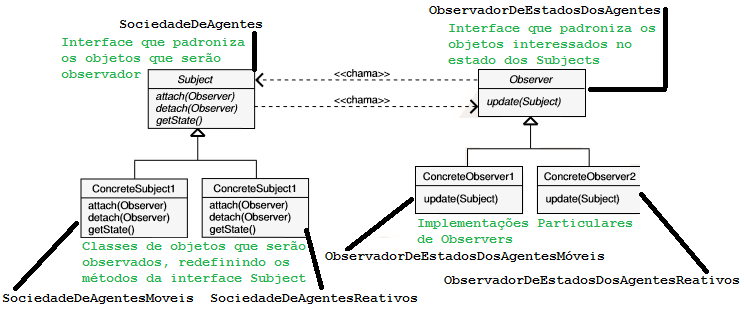 SociedadeDeAgentes
Interface que padroniza
os objetos que serão
observador
Subject
attach(Observer)
detach(Observer)
getState()
<<chama>>
<<chama>>
ObservadorDeEstadosDosAgentes
Interface que padroniza os
objetos interessados no
estado dos Subjects
Observer
update(Subject)
ConcreteSubject1
attach(Observer)
detach(Observer)
getState()
ConcreteSubject1
attach(Observer)
detach(Observer)
getState()
Classes de objetos que serão
observados, redefinindo os
métodos da interface Subject
SociedadeDeAgentesMoveis
SociedadeDeAgentesReativos
ConcreteObserver1
update(Subject)
ConcreteObserver2
update(Subject)
Implementações Particulares
de Observers
ObservadorDeEstadosDosAgentesMóveis
ObservadorDeEstadosDosAgentesReativos